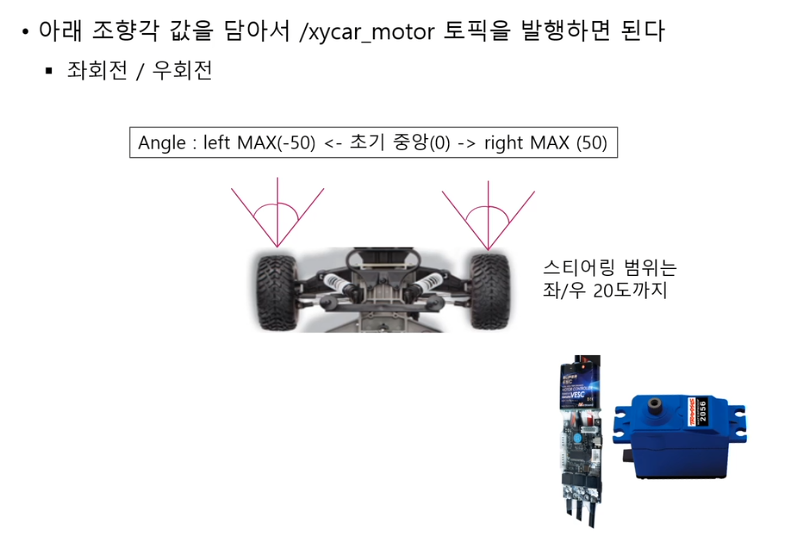 • 아래 조향각 값을 담아서 /xycar_motor 토픽을 발행하면 된다
▪ 좌회전 / 우회전
Angle : left MAX(-50) <- 초기 중앙(0) -> right MAX (50)
스티어링 범위는
좌/우 20도까지
VESC
TRAXXAS
2056